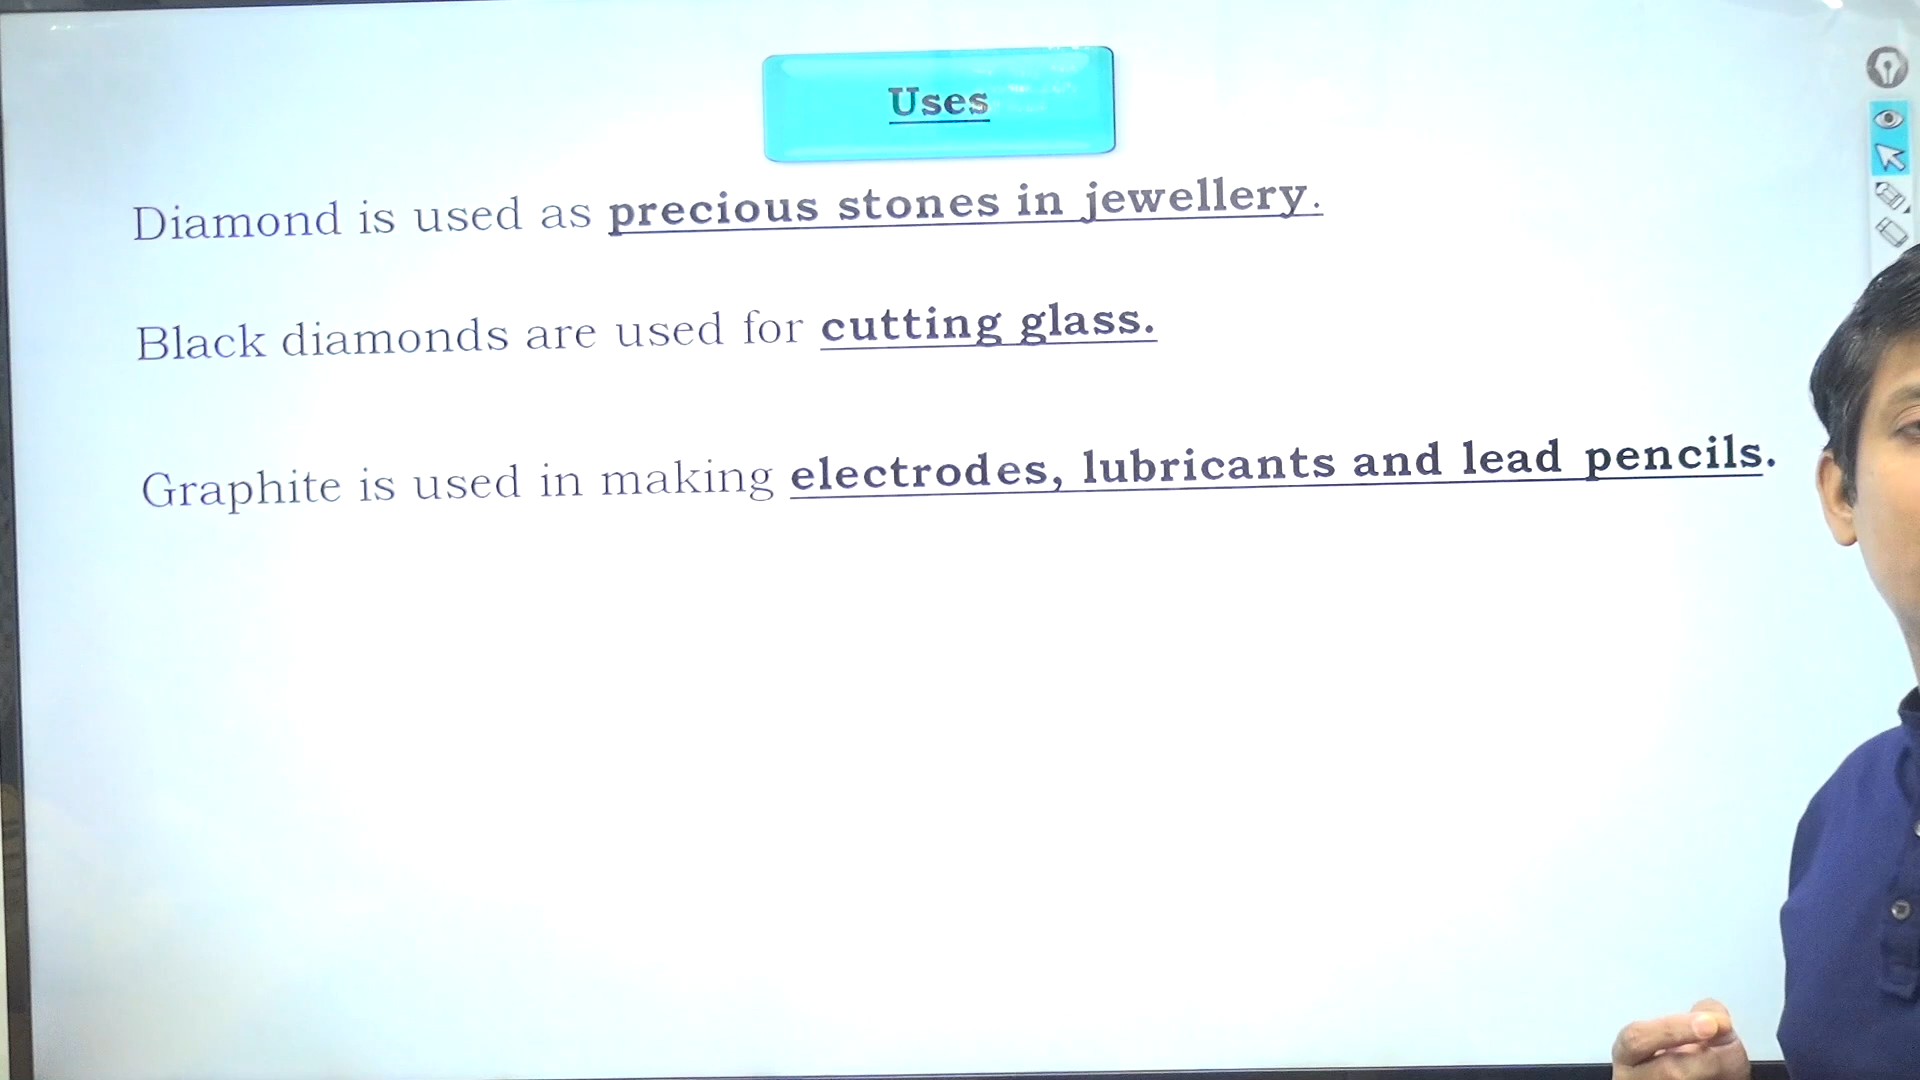 Uses
Diamond is used as precious stones in jewellery.
Black diamonds are used for cutting glass.
Graphite is used in making electrodes, lubricants and lead pencils.